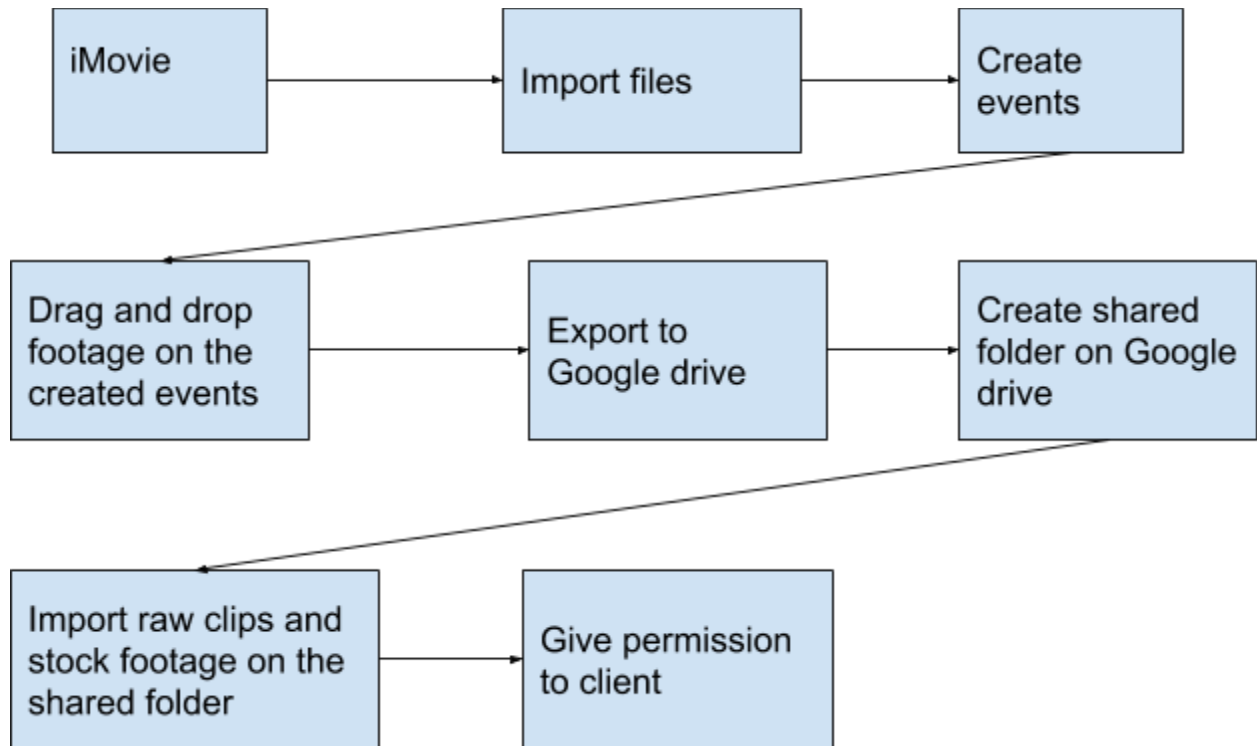 iMovie
Import files
Create
events
Drag and drop
footage on the
created events
Export to
Google drive
Create shared
folder on Google
drive
Import raw clips and
stock footage on the
shared folder
Give permission
to client